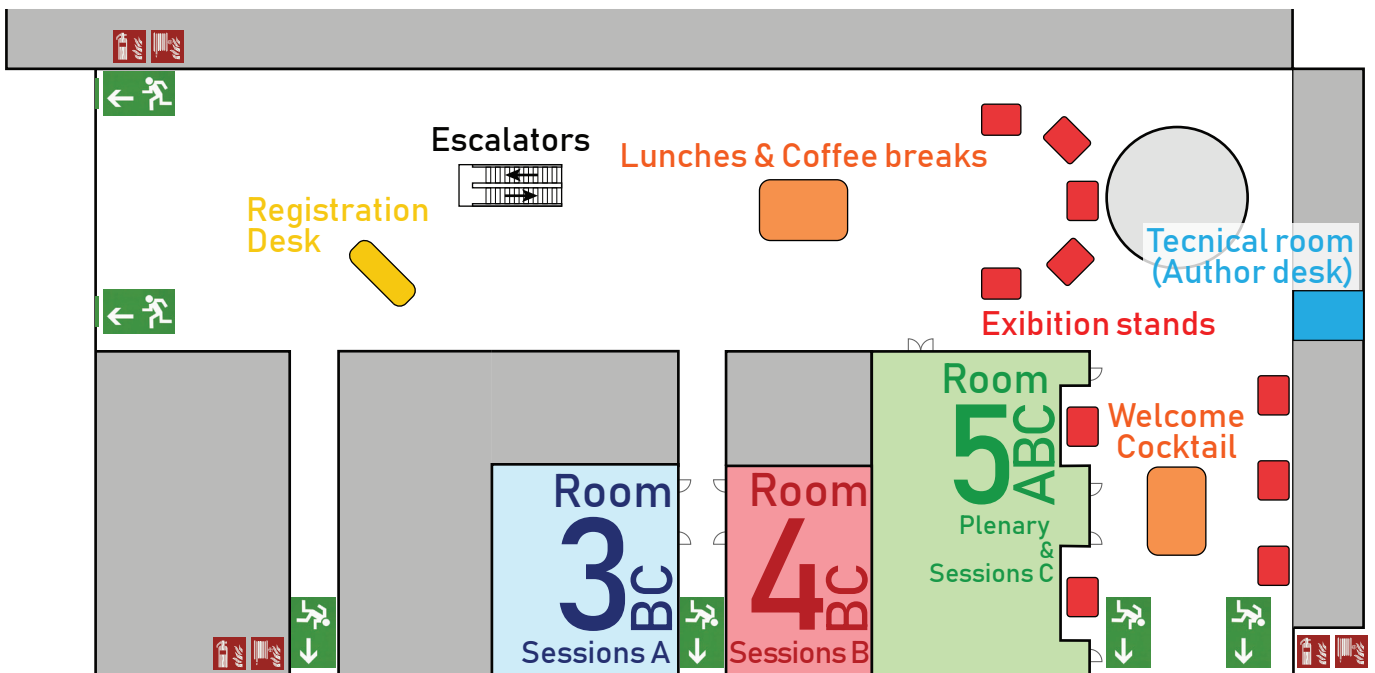 Escalators
Lunches & Coffee breaks
Registration
Desk
Tecnical room
(Author desk)
Exibition stands
Room
5
ABC
Plenary
&
Sessions C
Welcome
Cocktail
Room
3
BC
Sessions A
Room
4
BC
Sessions B